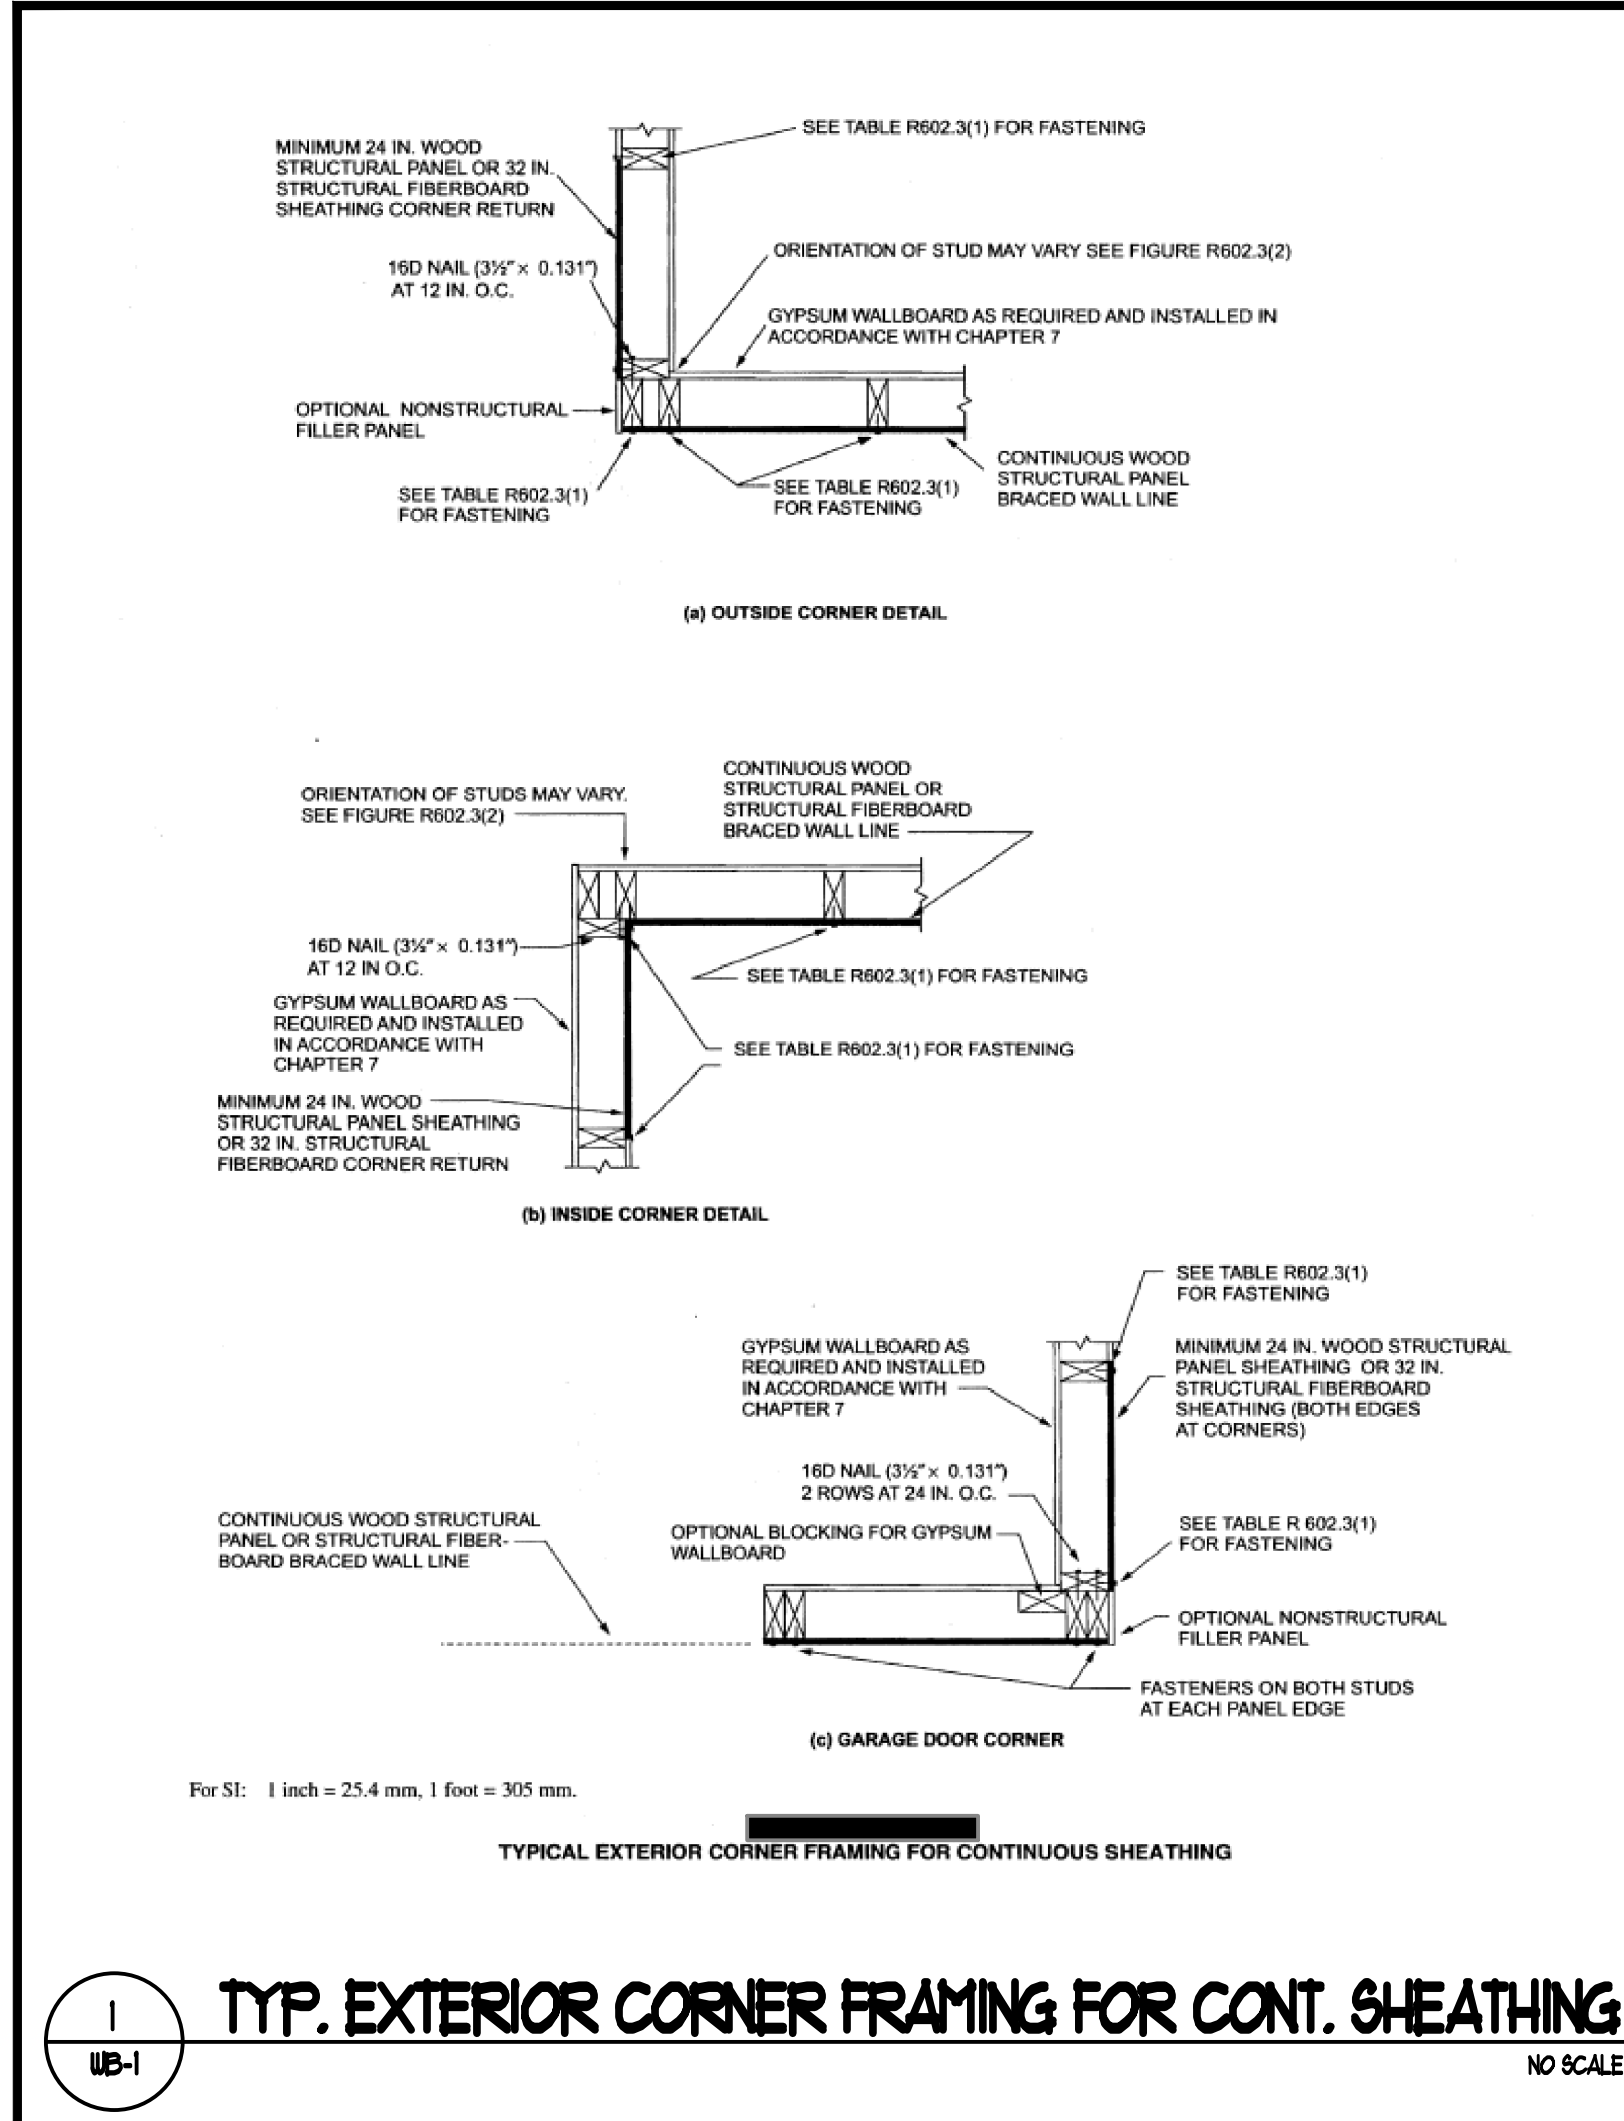 SEE TABLE R602.3(1) FOR FASTENING
MINIMUM 24 IN. WOOD
STRUCTURAL PANEL OR 32 IN.
STRUCTURAL FIBERBOARD
SHEATHING CORNER RETURN
ORIENTATION OF STUD MAY VARY SEE FIGURE R602.3(2)
16D NAIL (3½" × 0.131")
AT 12 IN. O.C.
GYPSUM WALLBOARD AS REQUIRED AND INSTALLED IN
ACCORDANCE WITH CHAPTER 7
OPTIONAL NONSTRUCTURAL
FILLER PANEL
CONTINUOUS WOOD
STRUCTURAL PANEL
BRACED WALL LINE
SEE TABLE R602.3(1)
FOR FASTENING
SEE TABLE R602.3(1)
FOR FASTENING
(a) OUTSIDE CORNER DETAIL
CONTINUOUS WOOD
STRUCTURAL PANEL OR
STRUCTURAL FIBERBOARD
BRACED WALL LINE
ORIENTATION OF STUDS MAY VARY.
SEE FIGURE R602.3(2)
16D NAIL (3½" × 0.131")
AT 12 IN O.C.
SEE TABLE R602.3(1) FOR FASTENING
GYPSUM WALLBOARD AS
REQUIRED AND INSTALLED
IN ACCORDANCE WITH
CHAPTER 7
SEE TABLE R602.3(1) FOR FASTENING
MINIMUM 24 IN. WOOD
STRUCTURAL PANEL SHEATHING
OR 32 IN. STRUCTURAL
FIBERBOARD CORNER RETURN
(b) INSIDE CORNER DETAIL
SEE TABLE R602.3(1)
FOR FASTENING
GYPSUM WALLBOARD AS
REQUIRED AND INSTALLED
IN ACCORDANCE WITH
CHAPTER 7
MINIMUM 24 IN. WOOD STRUCTURAL
PANEL SHEATHING OR 32 IN.
STRUCTURAL FIBERBOARD
SHEATHING (BOTH EDGES
AT CORNERS)
16D NAIL (3½" × 0.131")
2 ROWS AT 24 IN. O.C.
CONTINUOUS WOOD STRUCTURAL
PANEL OR STRUCTURAL FIBER-
BOARD BRACED WALL LINE
OPTIONAL BLOCKING FOR GYPSUM
WALLBOARD
SEE TABLE R 602.3(1)
FOR FASTENING
OPTIONAL NONSTRUCTURAL
FILLER PANEL
FASTENERS ON BOTH STUDS
AT EACH PANEL EDGE
(c) GARAGE DOOR CORNER
For SI: 1 inch = 25.4 mm, 1 foot = 305 mm.
TYPICAL EXTERIOR CORNER FRAMING FOR CONTINUOUS SHEATHING
1
WB-1
TYP. EXTERIOR CORNER FRAMING FOR CONT. SHEATHING
NO SCALE